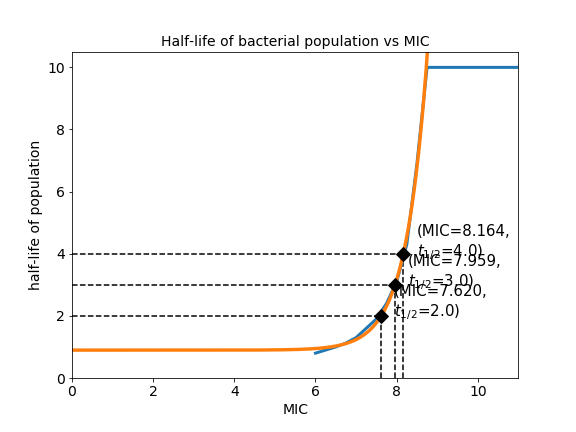 Half-life of bacterial population vs MIC
half-life of population
10
8
6
4
2
0
(MIC=8.164,
t1/2=4.0)
(MIC=7.959,
t1/2=3.0)
(MIC=7.620,
t1/2=2.0)
0 2 4 6 8 10
MIC